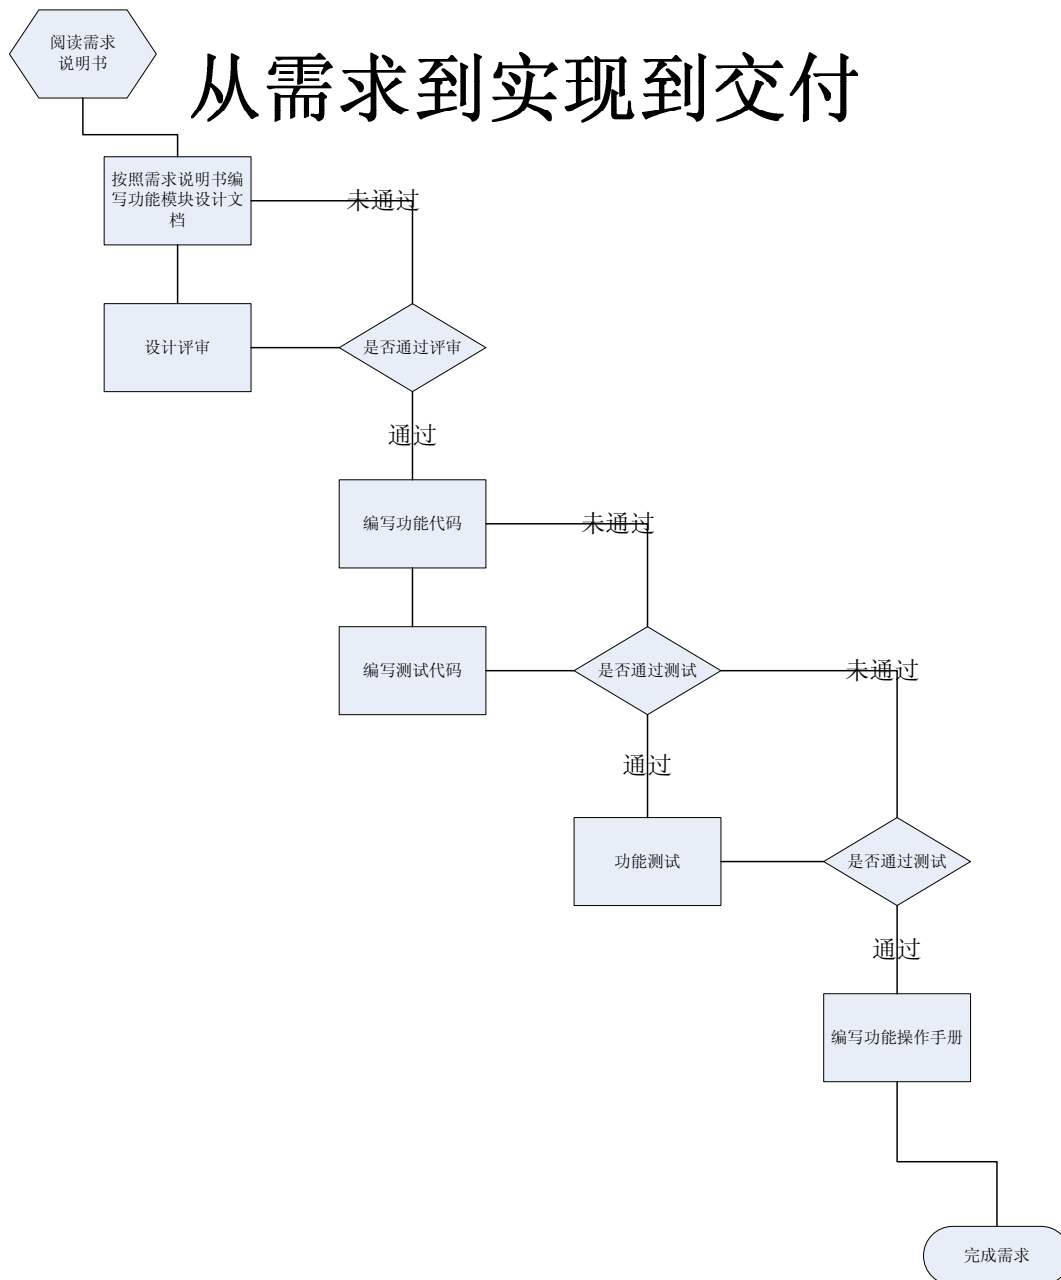 阅读需求
说明书
从需求到实现到交付
按照需求说明书编
写功能模块设计文
档
未通过
设计评审
是否通过评审
通过
编写功能代码
未通过
编写测试代码
是否通过测试
未通过
通过
功能测试
是否通过测试
通过
编写功能操作手册
完成需求